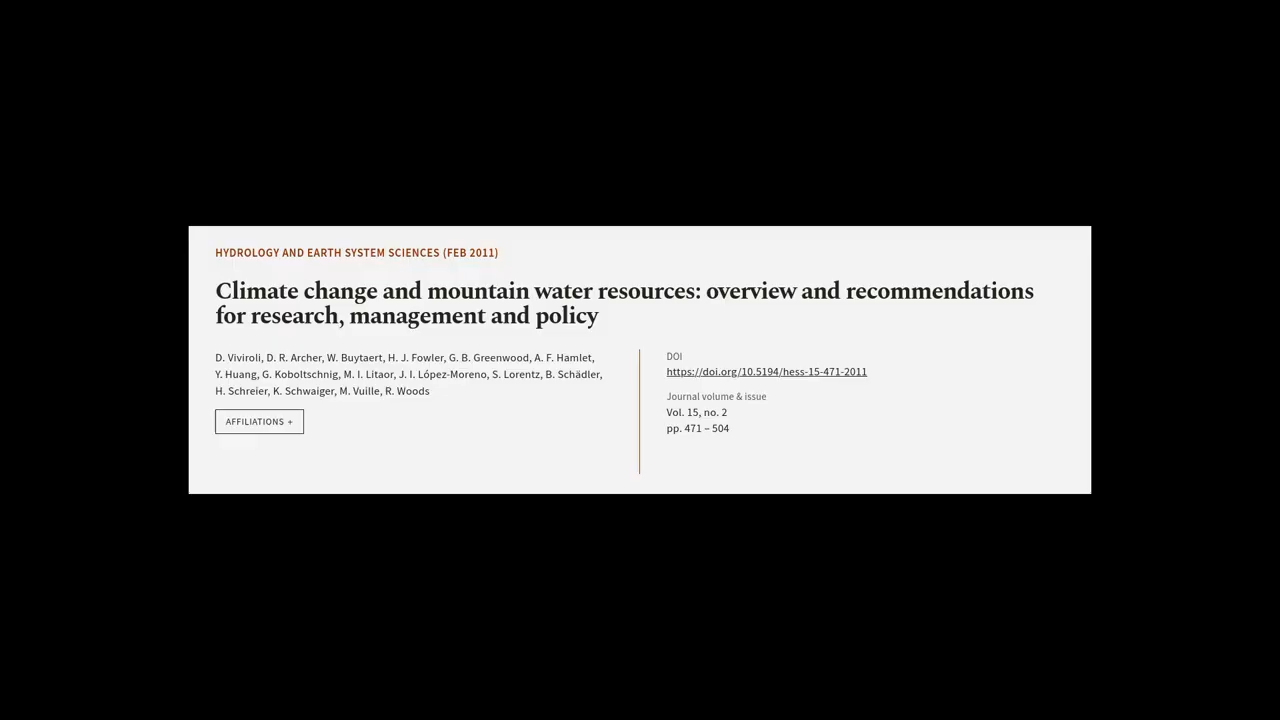 HYDROLOGY AND EARTH SYSTEM SCIENCES (FEB 2011)
Climate change and mountain water resources: overview and recommendations
for research, management and policy
D. Viviroli, D. R. Archer, W. Buytaert, H. J. Fowler, G. B. Greenwood, A. F. Hamlet,
Y. Huang, G. Koboltschnig, M. I. Litaor, J. I. López-Moreno, S. Lorentz, B. Schädler,
H. Schreier, K. Schwaiger, M. Vuille, R. Woods
AFFILIATIONS +
DOI
https://doi.org/10.5194/hess-15-471-2011
Journal volume & issue
Vol. 15, no. 2
pp. 471 – 504